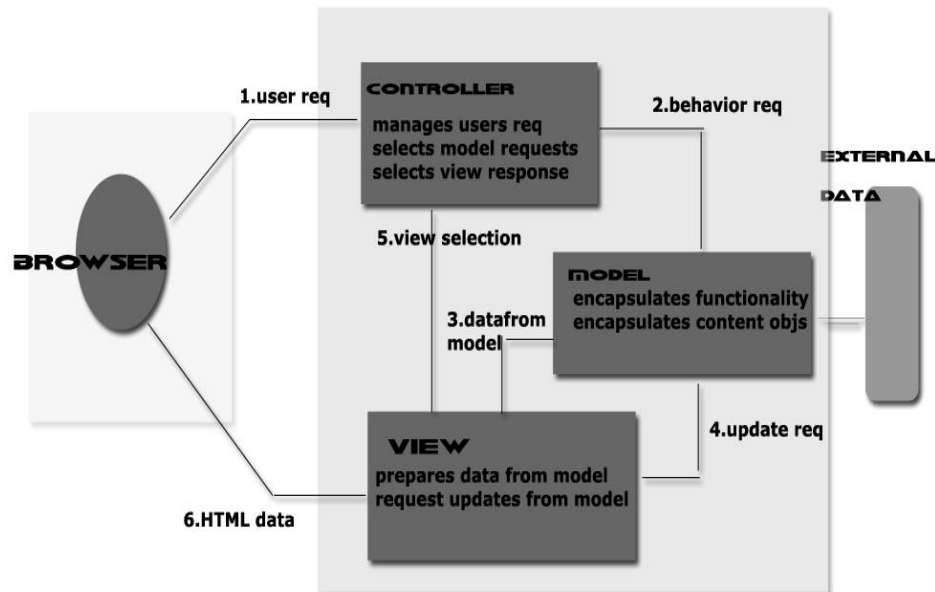 1.user req
CONTROLLER
manages users req
selects model requests
selects view response
2.behavior req
EXTERNAL
DATA
BROWSER
5.view selection
MODEL
encapsulates functionality
encapsulates content objs
3.datafrom
model
VIEW
prepares data from model
request updates from model
4.update req
6.HTML data